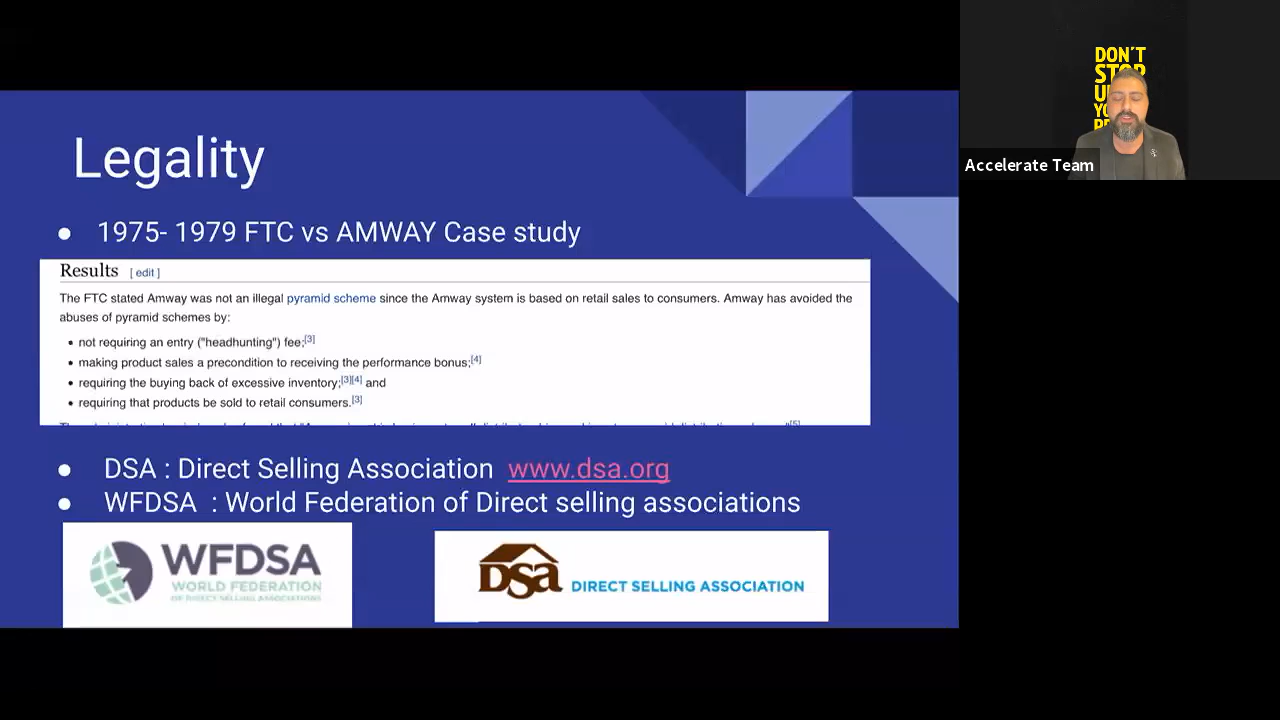 Legality
● 1975- 1979 FTC vs AMWAY Case study
Results [ edit ]
The FTC stated Amway was not an illegal pyramid scheme since the Amway system is based on retail sales to consumers. Amway has avoided the
abuses of pyramid schemes by:
• not requiring an entry ("headhunting") fee;[3]
• making product sales a precondition to receiving the performance bonus;[4]
• requiring the buying back of excessive inventory;[3][4] and
• requiring that products be sold to retail consumers.[3]
● DSA : Direct Selling Association www.dsa.org
● WFDSA : World Federation of Direct selling associations
WFDSA
WORLD FEDERATION
OF DIRECT SELLING ASSOCIATIONS
DSA DIRECT SELLING ASSOCIATION
DON'T
STOP
Accelerate Team